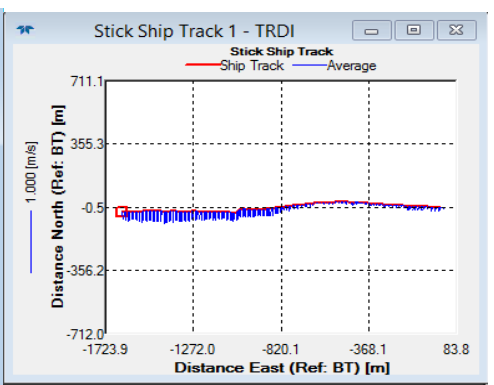 Stick Ship Track 1 - TRDI
Stick Ship Track
Ship Track Average
711.1
355.3
-0.5
-356.2
-712.0
1.000 [m/s]
Distance North (Ref: BT) [m]
-1723.9 -1272.0 -820.1 -368.1 83.8
Distance East (Ref: BT) [m]